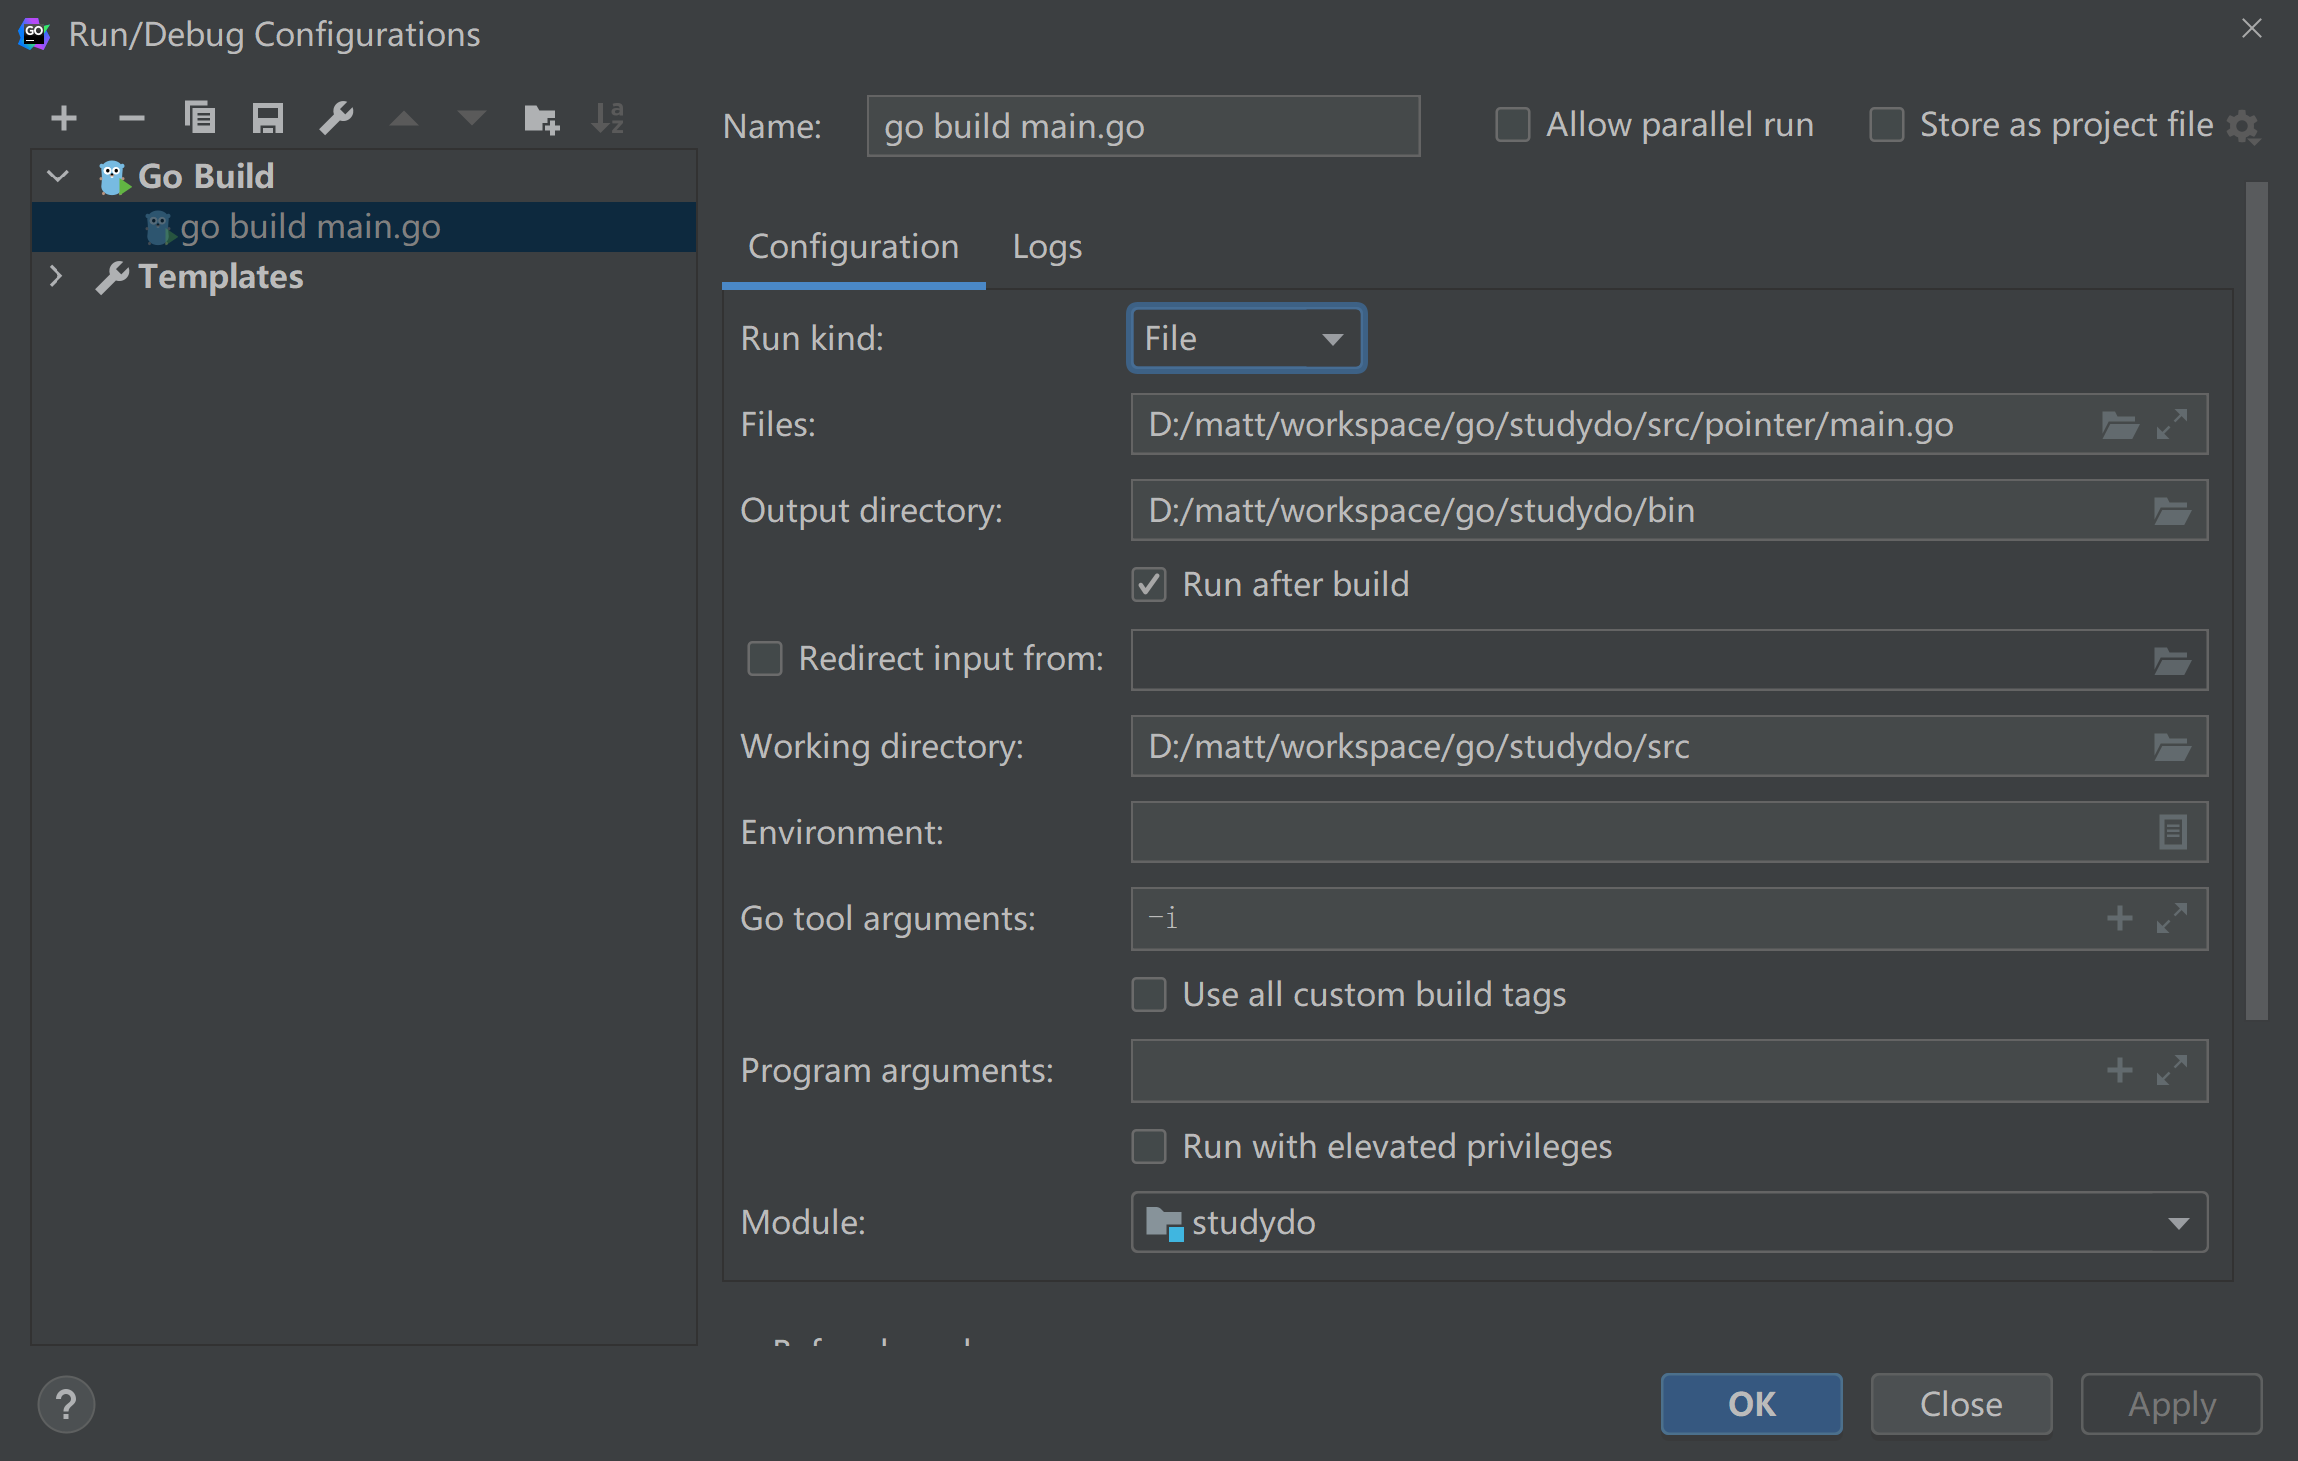 Run/Debug Configurations
Name: go build main.go Allow parallel run Store as project file
Go Build
go build main.go
Templates
Configuration Logs
Run kind: File
Files: D:/matt/workspace/go/studydo/src/pointer/main.go
Output directory: D:/matt/workspace/go/studydo/bin
Run after build
Redirect input from:
Working directory: D:/matt/workspace/go/studydo/src
Environment:
Go tool arguments: -i
Use all custom build tags
Program arguments:
Run with elevated privileges
Module: studydo
? OK Close Apply